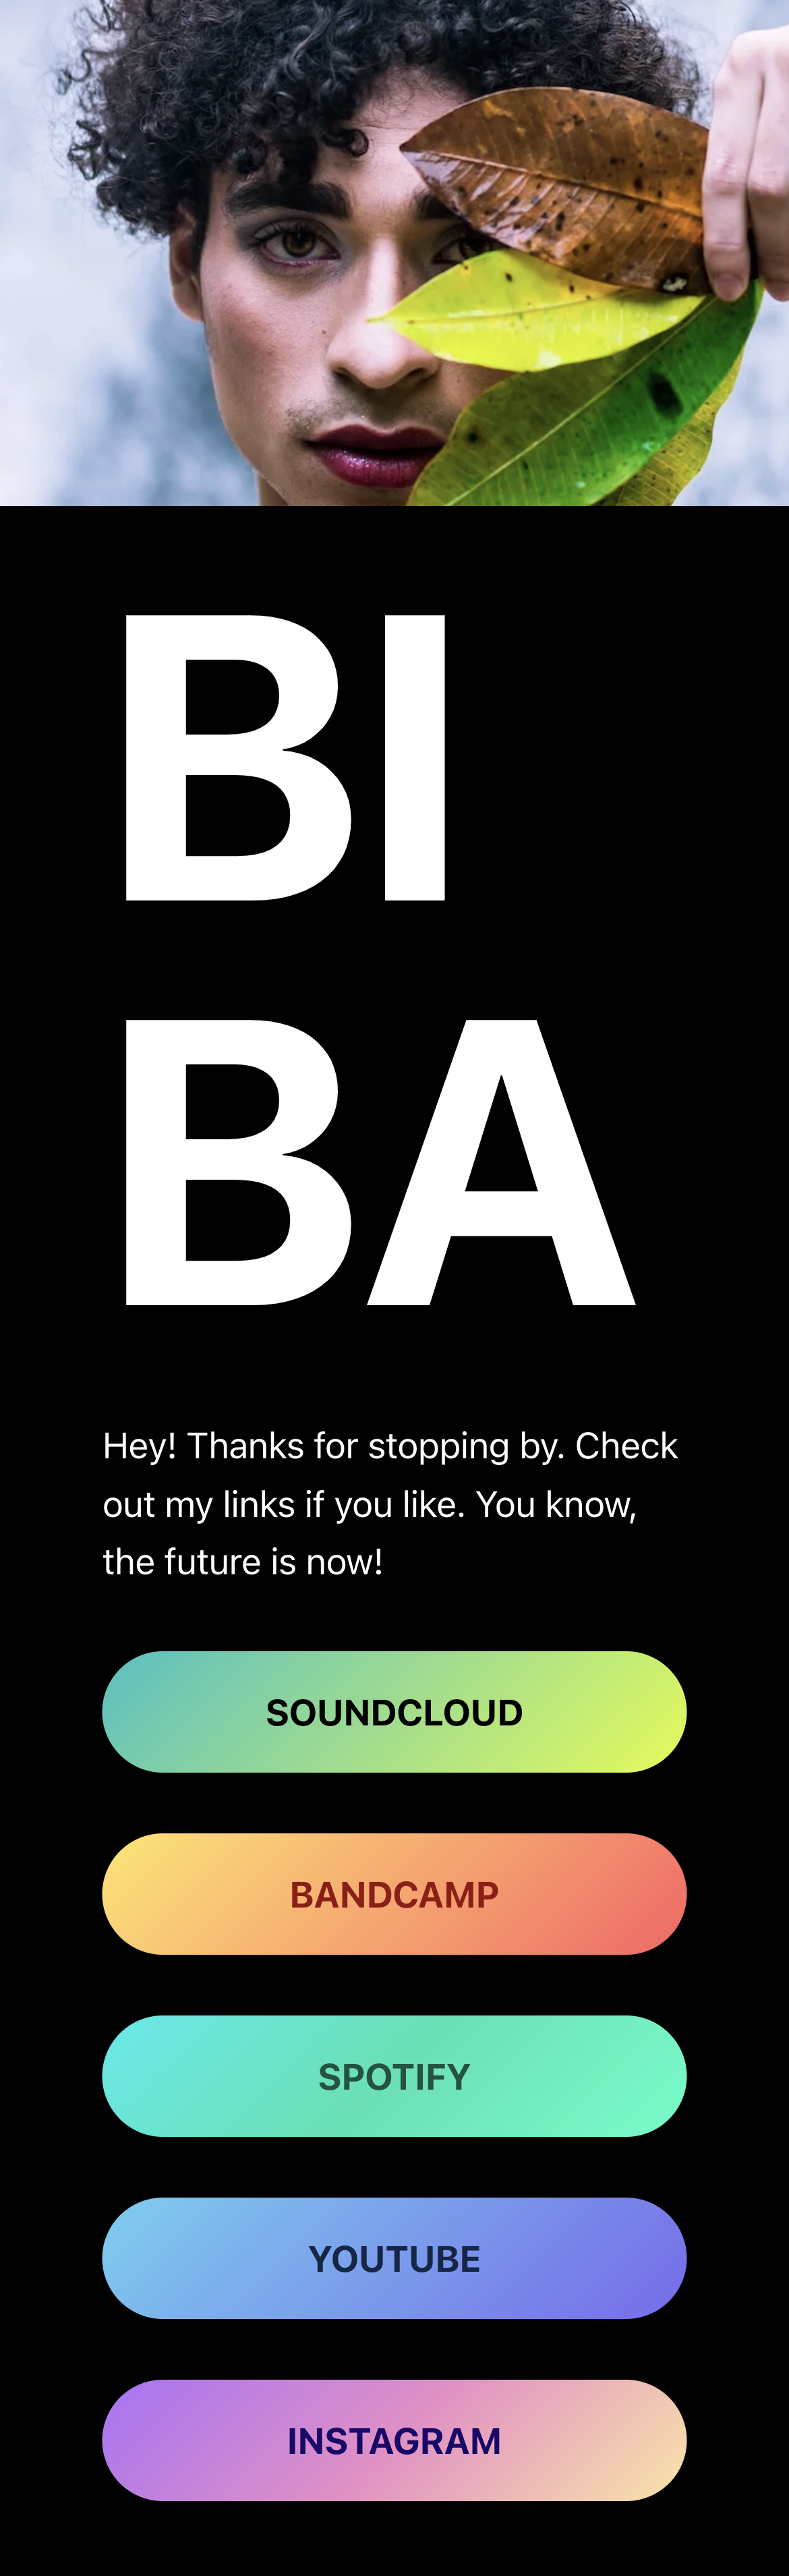 BI
BA
Hey! Thanks for stopping by. Check
out my links if you like. You know,
the future is now!
SOUNDCLOUD
BANDCAMP
SPOTIFY
YOUTUBE
INSTAGRAM